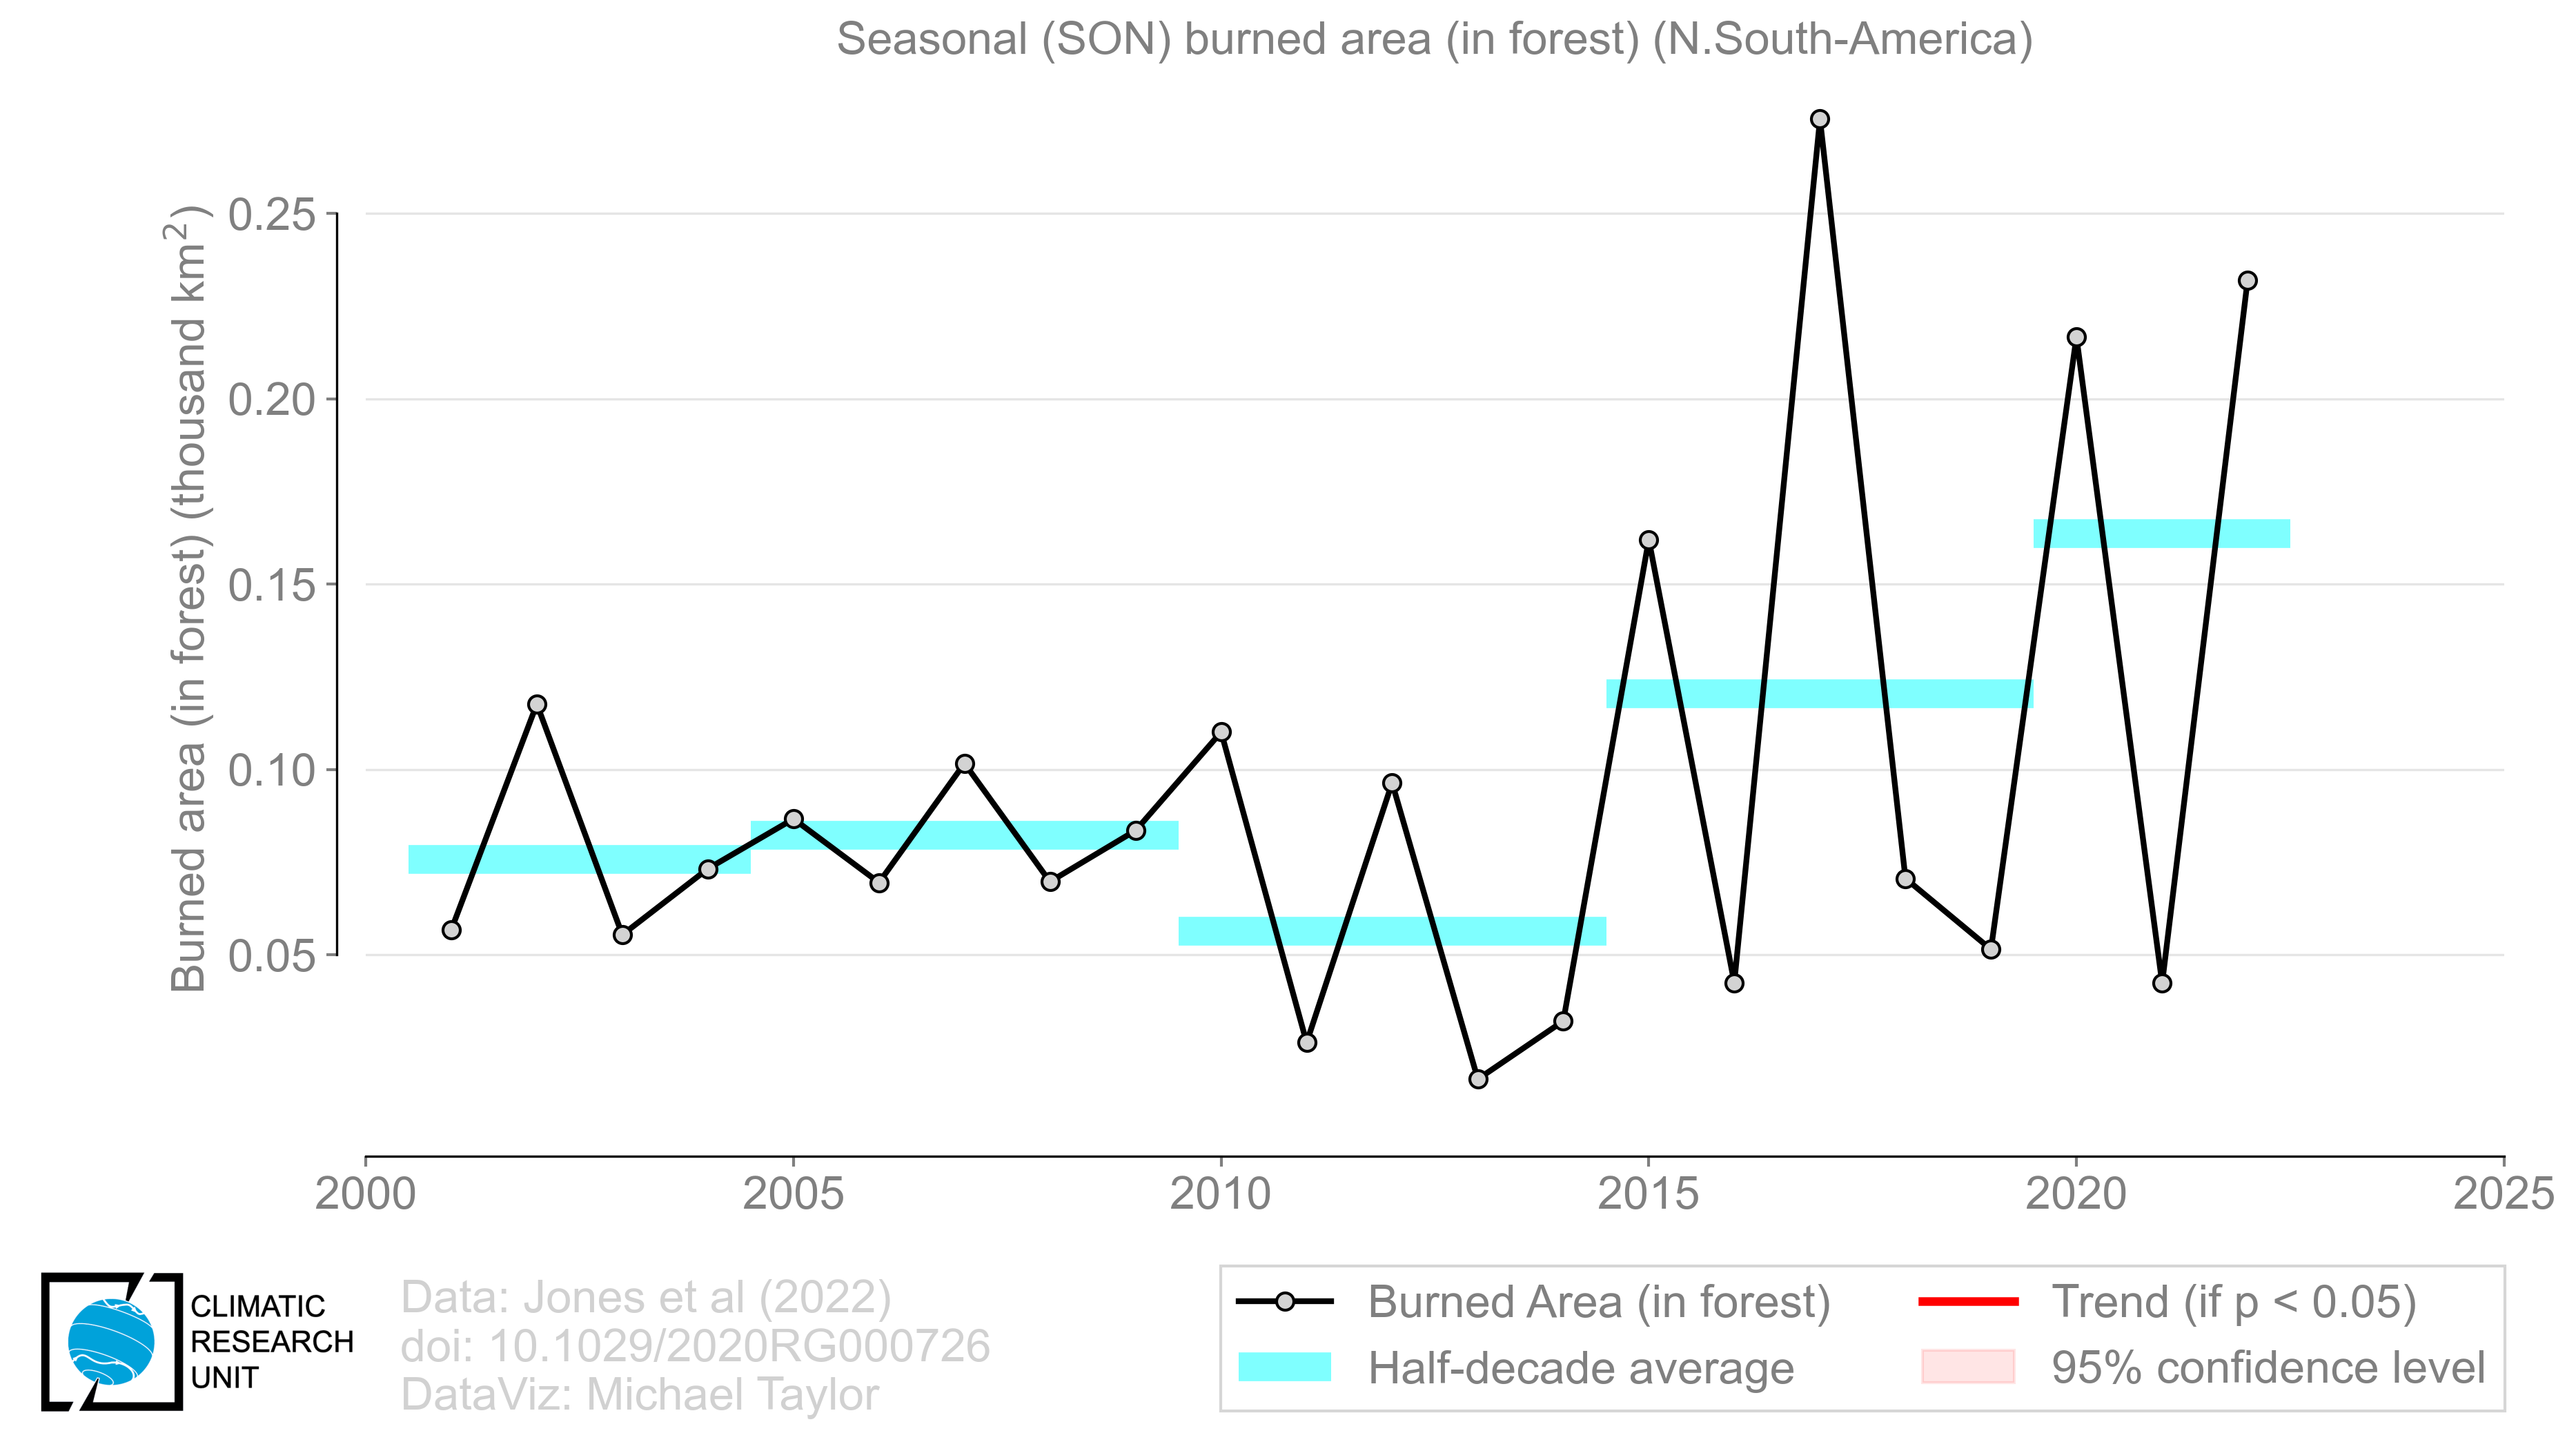 Seasonal (SON) burned area (in forest) (N.South-America)
Burned area (in forest) (thousand km²)
0.25
0.20
0.15
0.10
0.05
2000 2005 2010 2015 2020 2025
CLIMATIC
RESEARCH
UNIT
Data: Jones et al (2022)
doi: 10.1029/2020RG000726
DataViz: Michael Taylor
Burned Area (in forest) Trend (if p < 0.05)
Half-decade average 95% confidence level